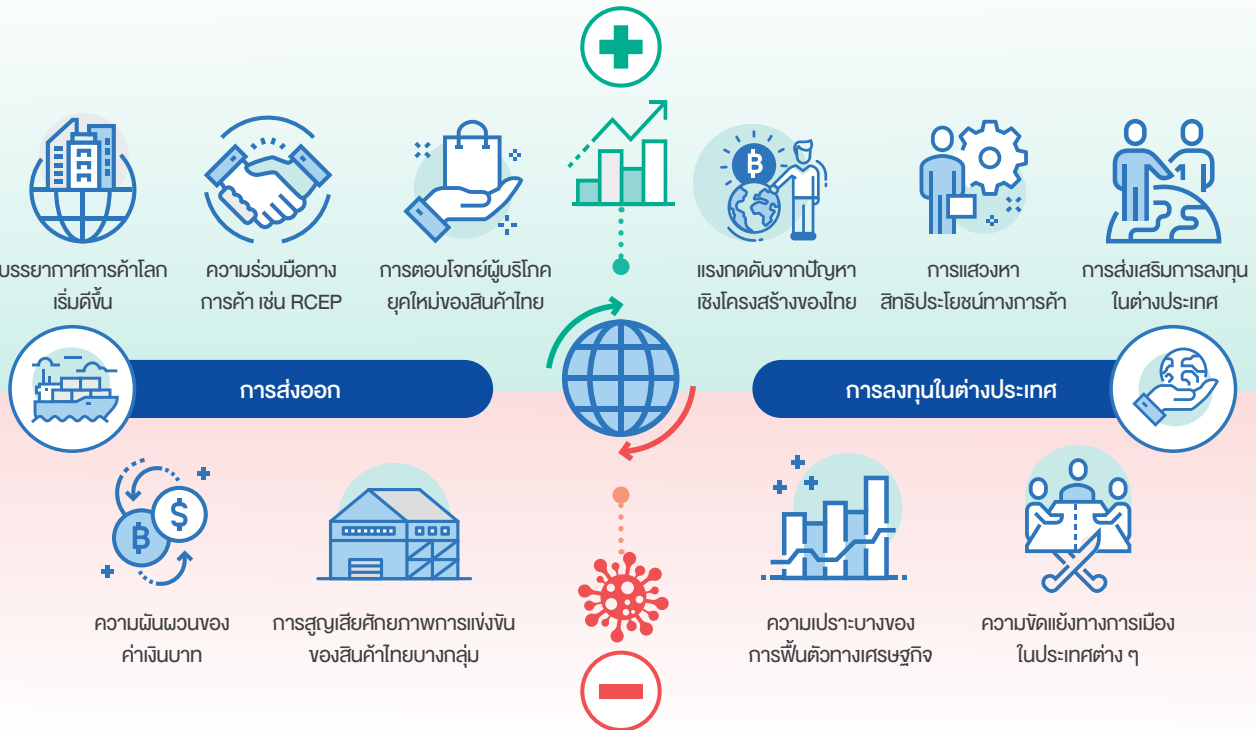 บรรยากาศการค้าโลก
เริ่มดีขึ้น
ความร่วมมือทาง
การค้า เช่น RCEP
การตอบโจทย์ผู้บริโภค
ยุคใหม่ของสินค้าไทย
แรงกดดันจากปัญหา
เชิงโครงสร้างของไทย
การแสวงหา
สิทธิประโยชน์ทางการค้า
การส่งเสริมการลงทุน
ในต่างประเทศ
การส่งออก
การลงทุนในต่างประเทศ
ความผันผวนของ
ค่าเงินบาท
การสูญเสียศักยภาพการแข่งขัน
ของสินค้าไทยบางกลุ่ม
ความเปราะบางของ
การฟื้นตัวทางเศรษฐกิจ
ความขัดแย้งทางการเมือง
ในประเทศต่าง ๆ